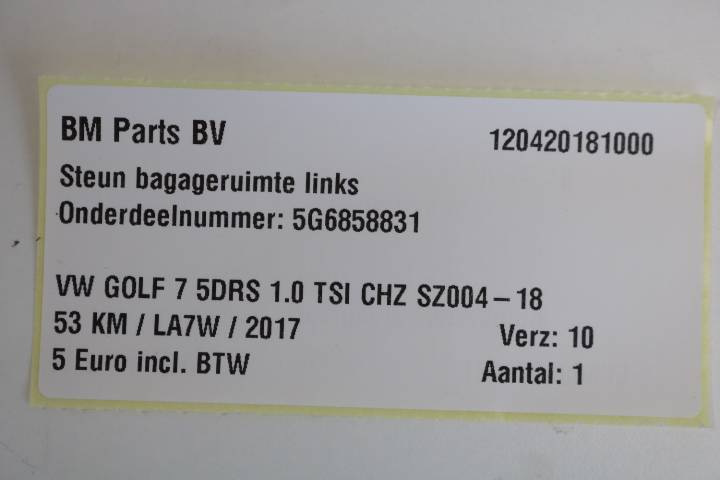 BM Parts BV 120420181000
Steun bagageruimte links
Onderdeelnummer: 5G6858831
VW GOLF 7 5DRS 1.0 TSI CHZ SZ004-18
53 KM / LA7W / 2017 Verz: 10
5 Euro incl. BTW Aantal: 1